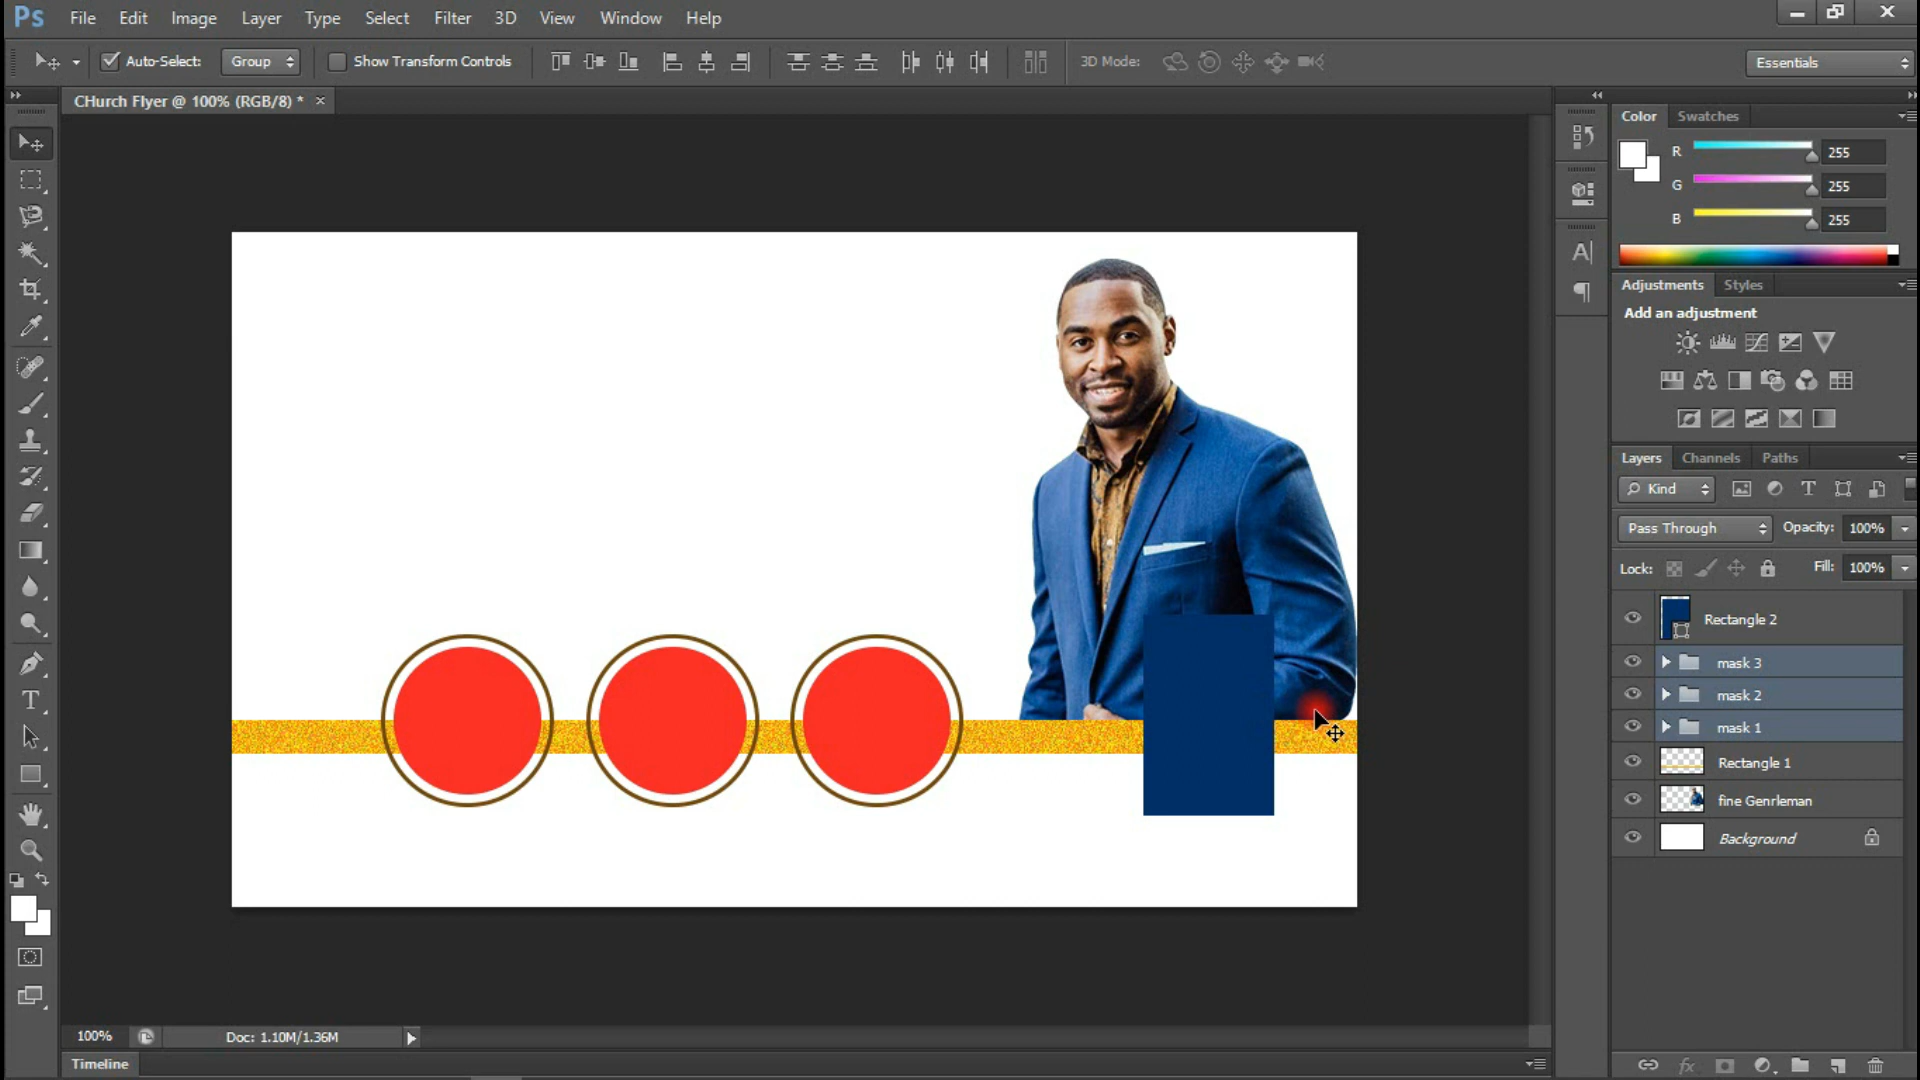 Ps File Edit Image Layer Type Select Filter 3D View Window Help
Auto-Select: Group Show Transform Controls 3D Mode: Essentials
CHurch Flyer @ 100% (RGB/8) * ×
Color Swatches
R 255
G 255
B 255
Adjustments Styles
Add an adjustment
Layers Channels Paths
Kind
Pass Through Opacity: 100%
Lock: Fill: 100%
Rectangle 2
mask 3
mask 2
mask 1
Rectangle 1
fine Genrleman
Background
100% Doc: 1.10M/1.36M
Timeline